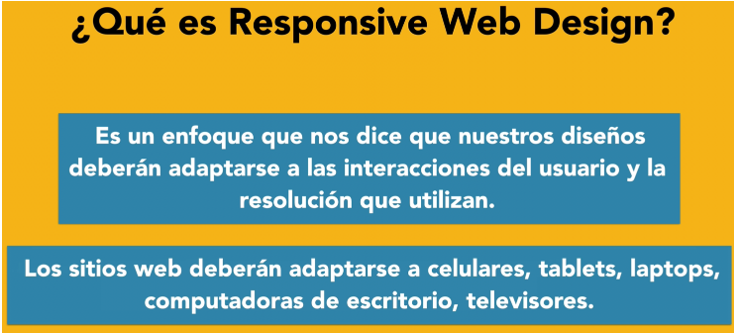 ¿Qué es Responsive Web Design?
Es un enfoque que nos dice que nuestros diseños
deberán adaptarse a las interacciones del usuario y la
resolución que utilizan.
Los sitios web deberán adaptarse a celulares, tablets, laptops,
computadoras de escritorio, televisores.